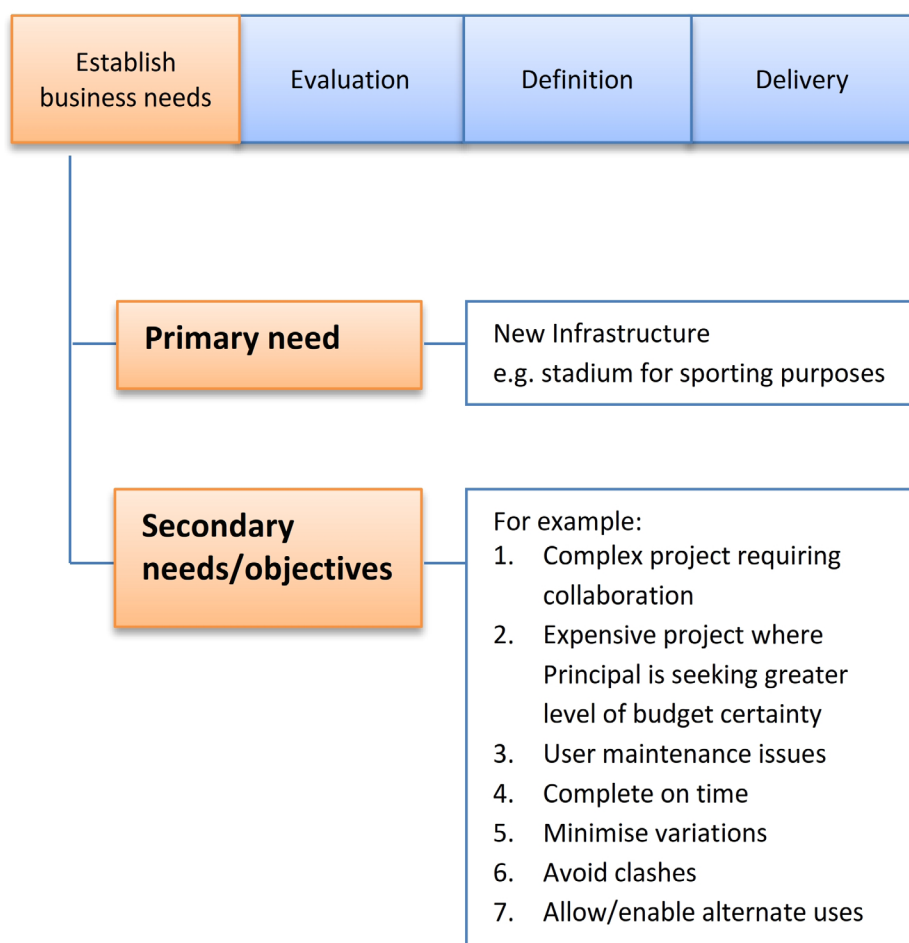 Establish
business needs
Evaluation
Definition
Delivery
Primary need
New Infrastructure
e.g. stadium for sporting purposes
Secondary
needs/objectives
For example:
1. Complex project requiring
collaboration
2. Expensive project where
Principal is seeking greater
level of budget certainty
3. User maintenance issues
4. Complete on time
5. Minimise variations
6. Avoid clashes
7. Allow/enable alternate uses